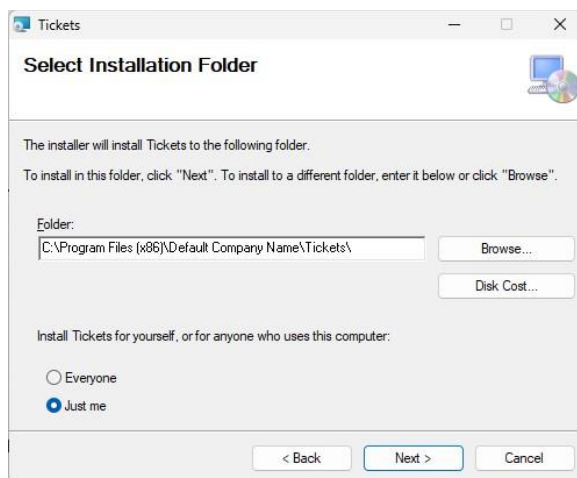 Tickets
Select Installation Folder
The installer will install Tickets to the following folder.
To install in this folder, click "Next". To install to a different folder, enter it below or click "Browse".
Folder:
C:\Program Files (x86)\Default Company Name\Tickets\
Browse...
Disk Cost...
Install Tickets for yourself, or for anyone who uses this computer:
Everyone
Just me
< Back
Next >
Cancel